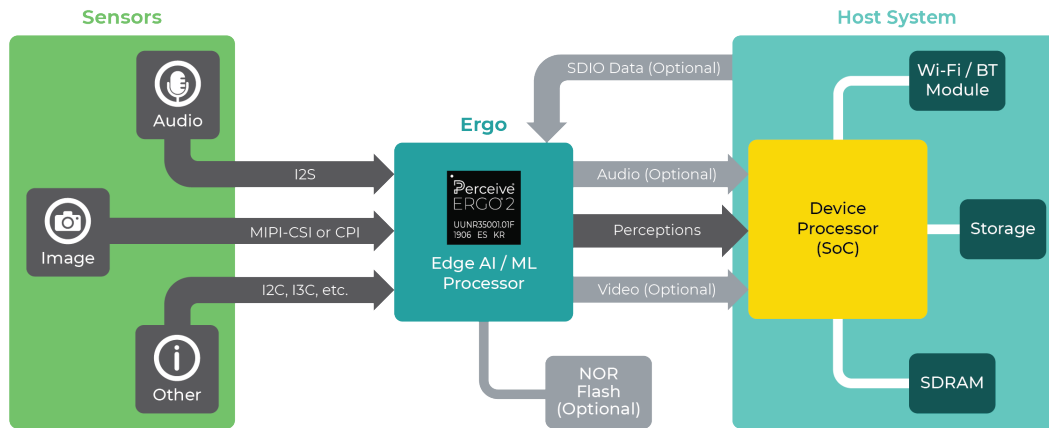 Sensors
Host System
Audio
Image
Other
I2S
MIPI-CSI or CPI
I2C, I3C, etc.
Ergo
Perceive
ERGO 2
UUNR35001.01F
1906 ES KR
Edge AI / ML
Processor
NOR
Flash
(Optional)
SDIO Data (Optional)
Audio (Optional)
Perceptions
Video (Optional)
Device
Processor
(SoC)
Wi-Fi / BT
Module
Storage
SDRAM